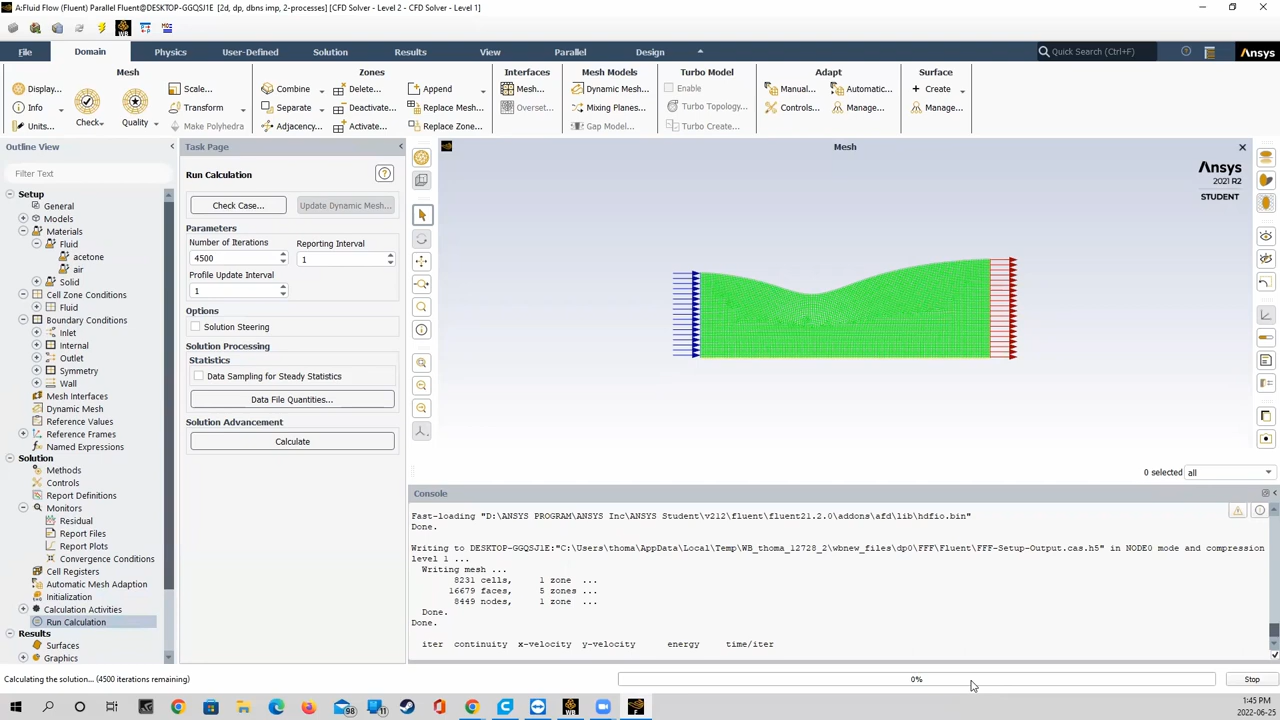 A:Fluid Flow (Fluent) Parallel Fluent@DESKTOP-GGQSJ1E [2d, dp, dbns imp, 2-processes] [CFD Solver - Level 2 - CFD Solver - Level 1]
File Domain Physics User-Defined Solution Results View Parallel Design Quick Search (Ctrl+F) Ansys
Mesh Zones Interfaces Mesh Models Turbo Model Adapt Surface
Display... Scale... Combine Delete... Append Mesh... Dynamic Mesh... Enable Manual... Automatic... Create
Info Transform Separate Deactivate... Replace Mesh... Overset... Mixing Planes... Turbo Topology... Controls... Manage... Manage...
Units... Check Quality Make Polyhedra Adjacency... Activate... Replace Zone... Gap Model... Turbo Create...
Outline View
Filter Text
Setup
General
Models
Materials
Fluid
acetone
air
Solid
Cell Zone Conditions
Fluid
Boundary Conditions
Inlet
Internal
Outlet
Symmetry
Wall
Mesh Interfaces
Dynamic Mesh
Reference Values
Reference Frames
Named Expressions
Solution
Methods
Controls
Report Definitions
Monitors
Residual
Report Files
Report Plots
Convergence Conditions
Cell Registers
Automatic Mesh Adaption
Initialization
Calculation Activities
Run Calculation
Results
Surfaces
Graphics
Task Page
Run Calculation
Check Case... Update Dynamic Mesh...
Parameters
Number of Iterations Reporting Interval
4500 1
Profile Update Interval
1
Options
Solution Steering
Solution Processing
Statistics
Data Sampling for Steady Statistics
Data File Quantities...
Solution Advancement
Calculate
Mesh
Ansys
2021 R2
STUDENT
0 selected all
Console
Fast-loading "D:\ANSYS PROGRAM\ANSYS Inc\ANSYS Student\v212\fluent\fluent21.2.0\addons\afd\lib\hdfio.bin"
Done.
Writing to DESKTOP-GGQSJ1E:"C:\Users\thoma\AppData\Local\Temp\WB_thoma_12728_2\wbnew_files\dp0\FFF\Fluent\FFF-Setup-Output.cas.h5" in NODE0 mode and compression
level 1 ...
Writing mesh ...
8231 cells, 1 zone ...
16679 faces, 5 zones ...
8449 nodes, 1 zone ...
Done.
Done.
iter continuity x-velocity y-velocity energy time/iter
Calculating the solution... (4500 iterations remaining) 0% Stop
1:45 PM
2022-06-25